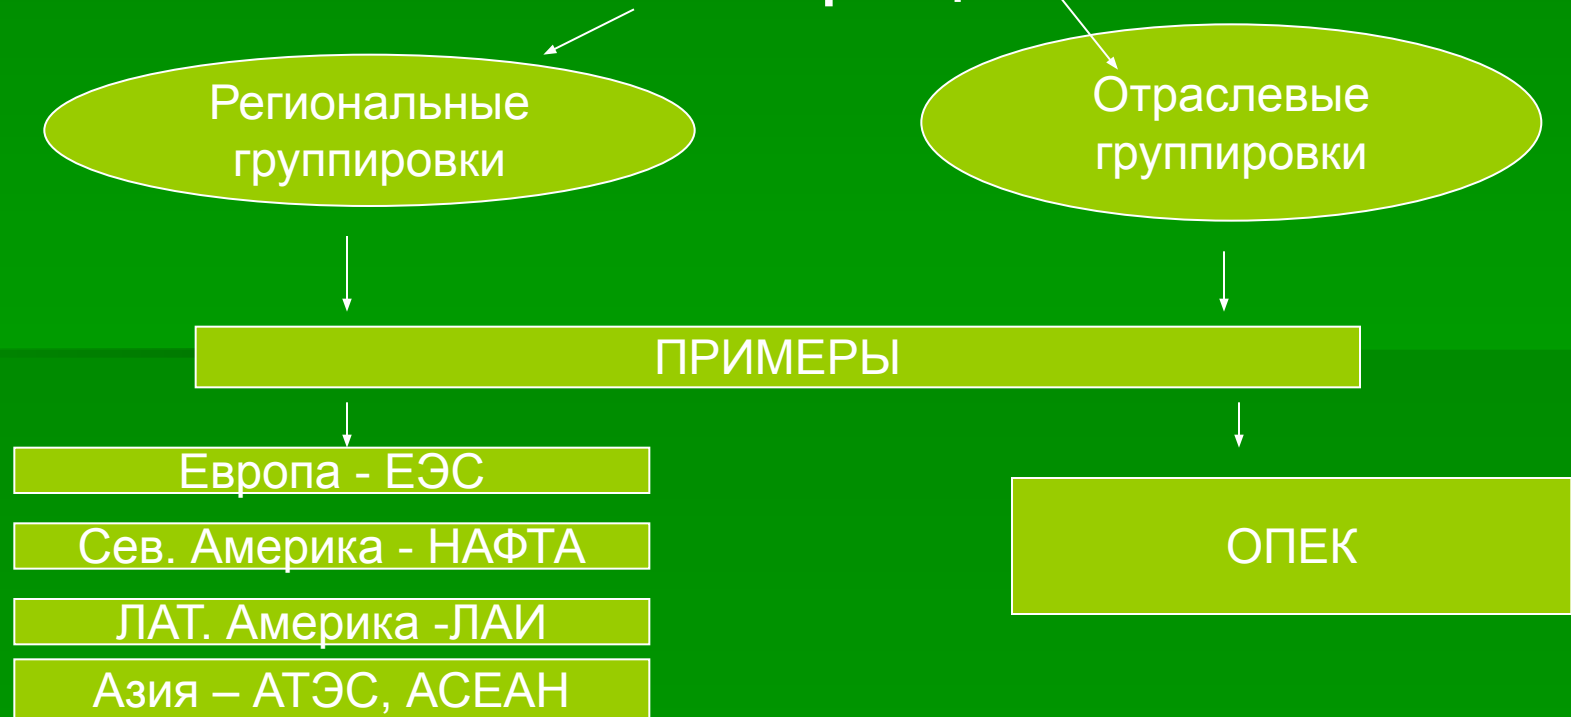 Региональные
группировки
Отраслевые
группировки
ПРИМЕРЫ
Европа - ЕЭС
Сев. Америка - НАФТА
ЛАТ. Америка -ЛАИ
Азия – АТЭС, АСЕАН
ОПЕК